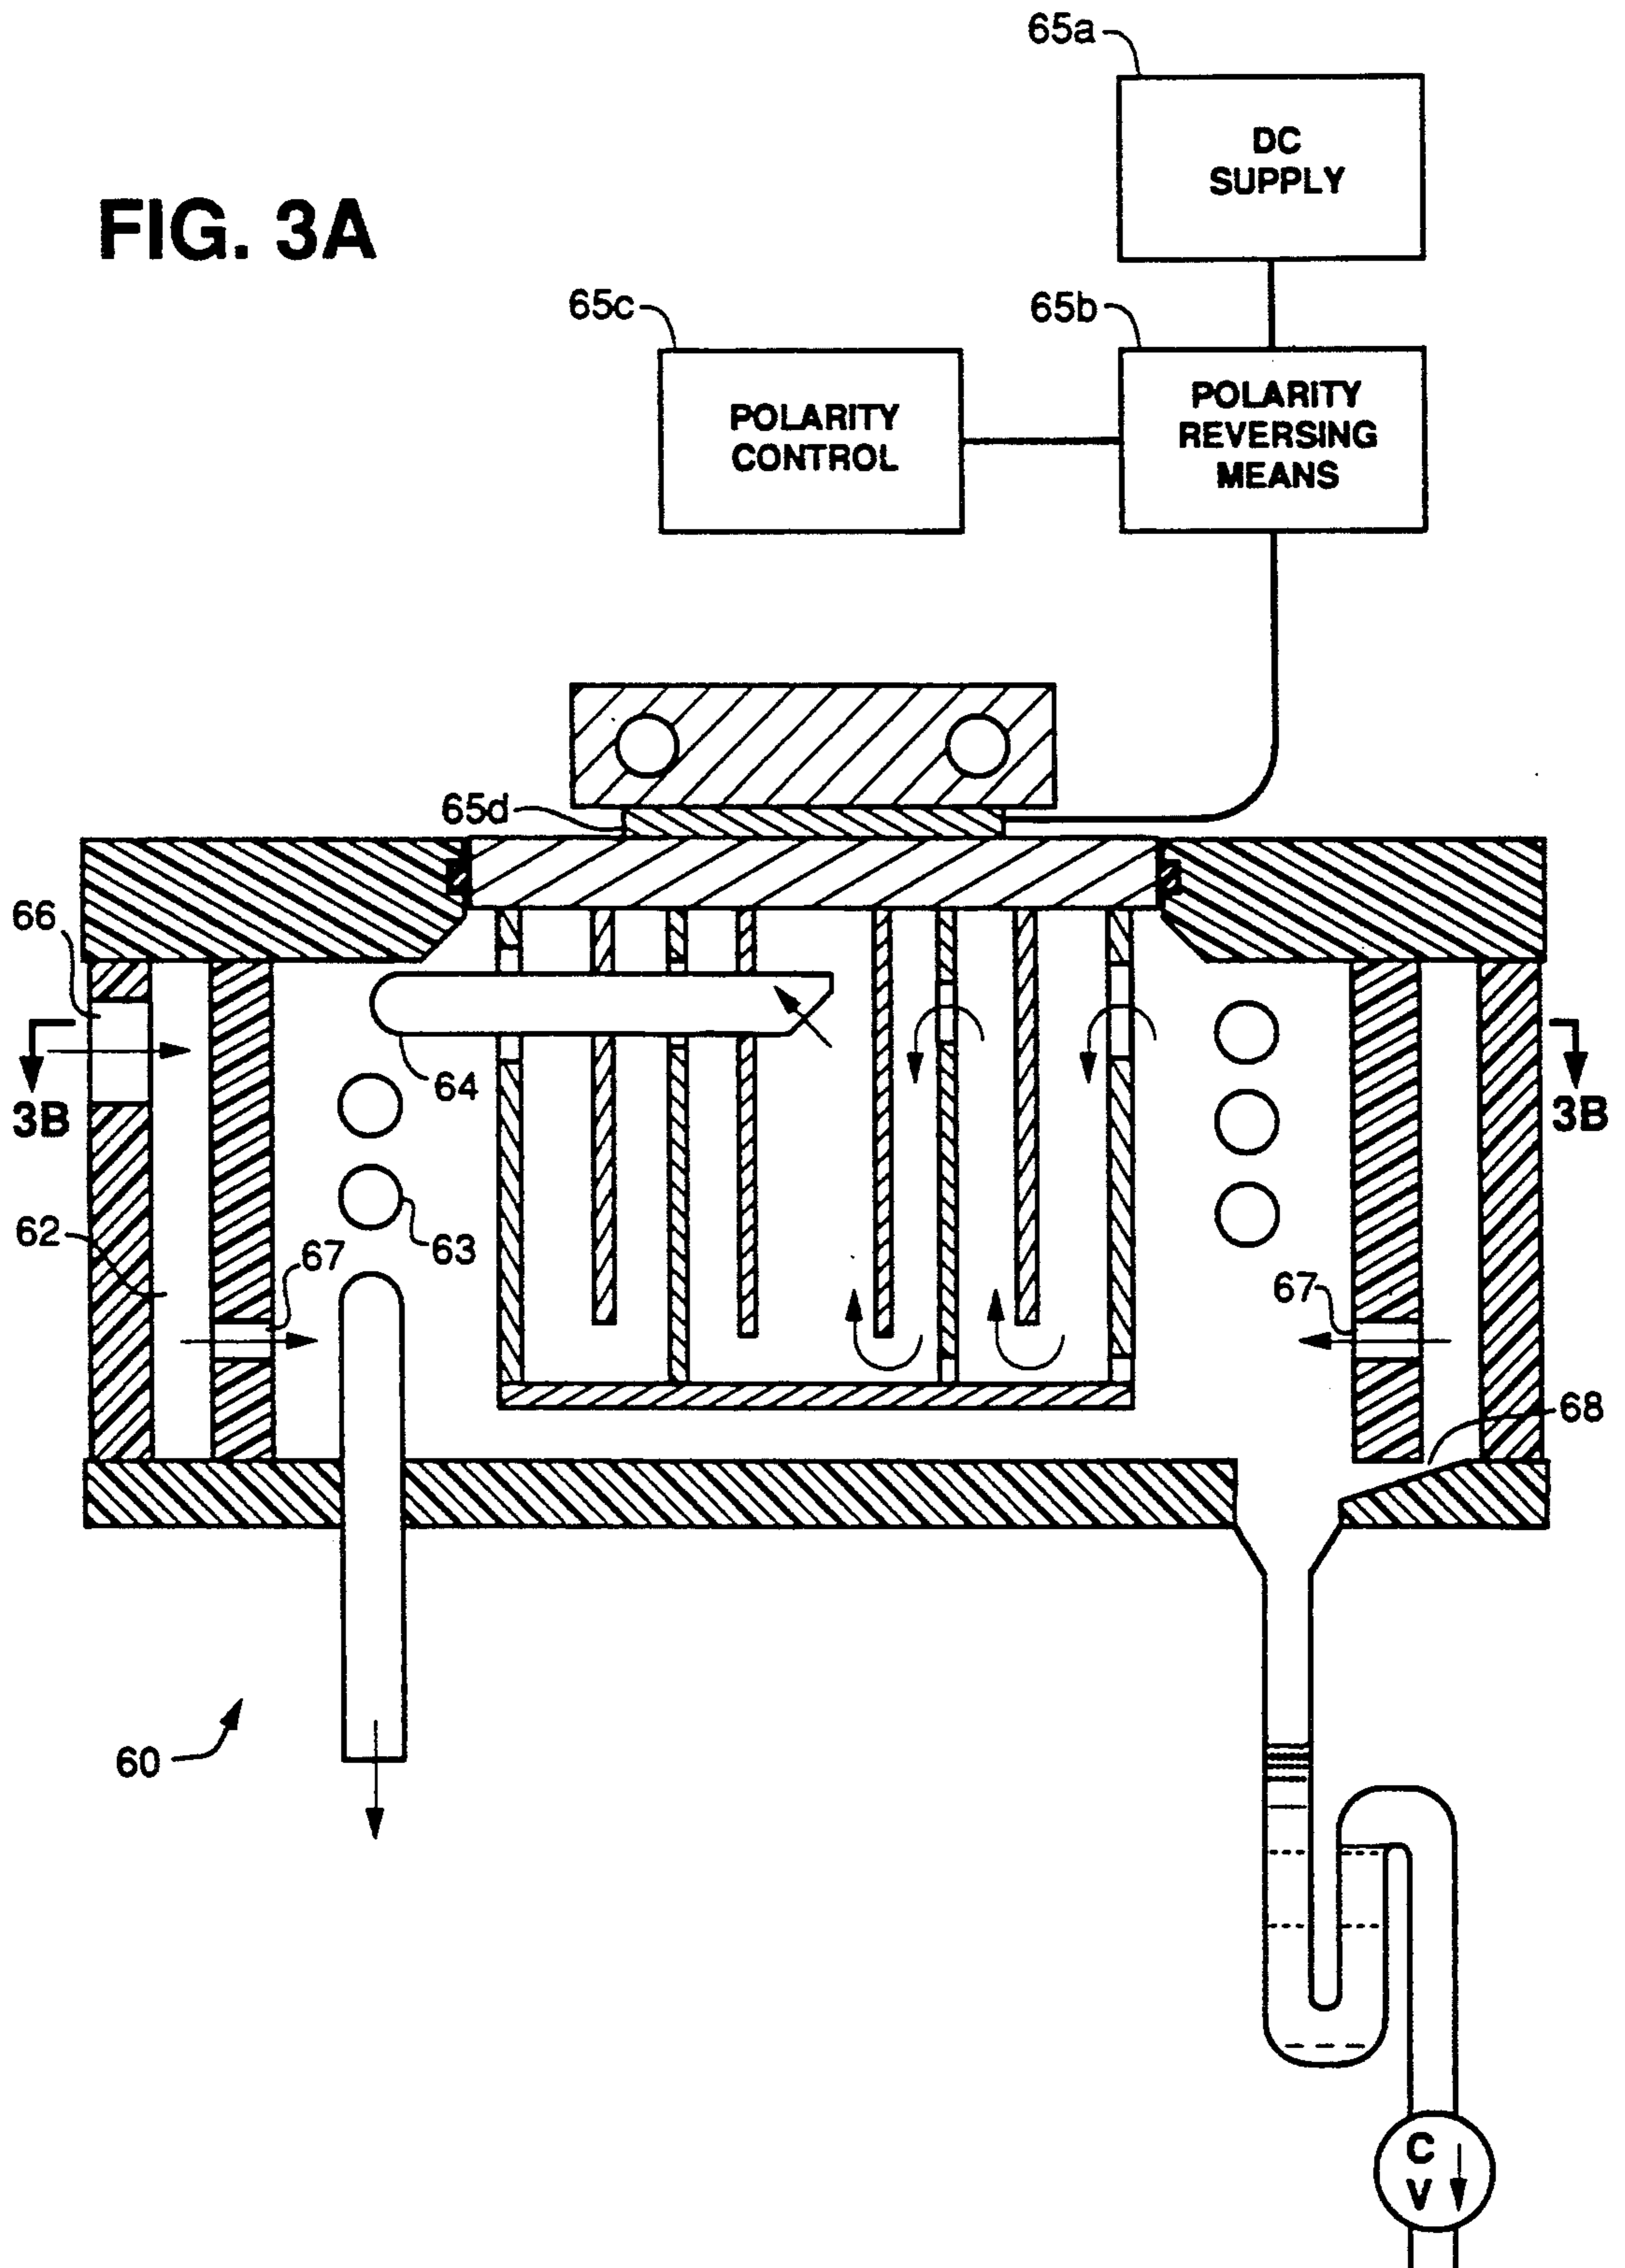 65a
DC
SUPPLY
FIG. 3A
65c
65b
POLARITY
CONTROL
POLARITY
REVERSING
MEANS
65d
66
3B
64
3B
62
67
63
67
68
60
C
V